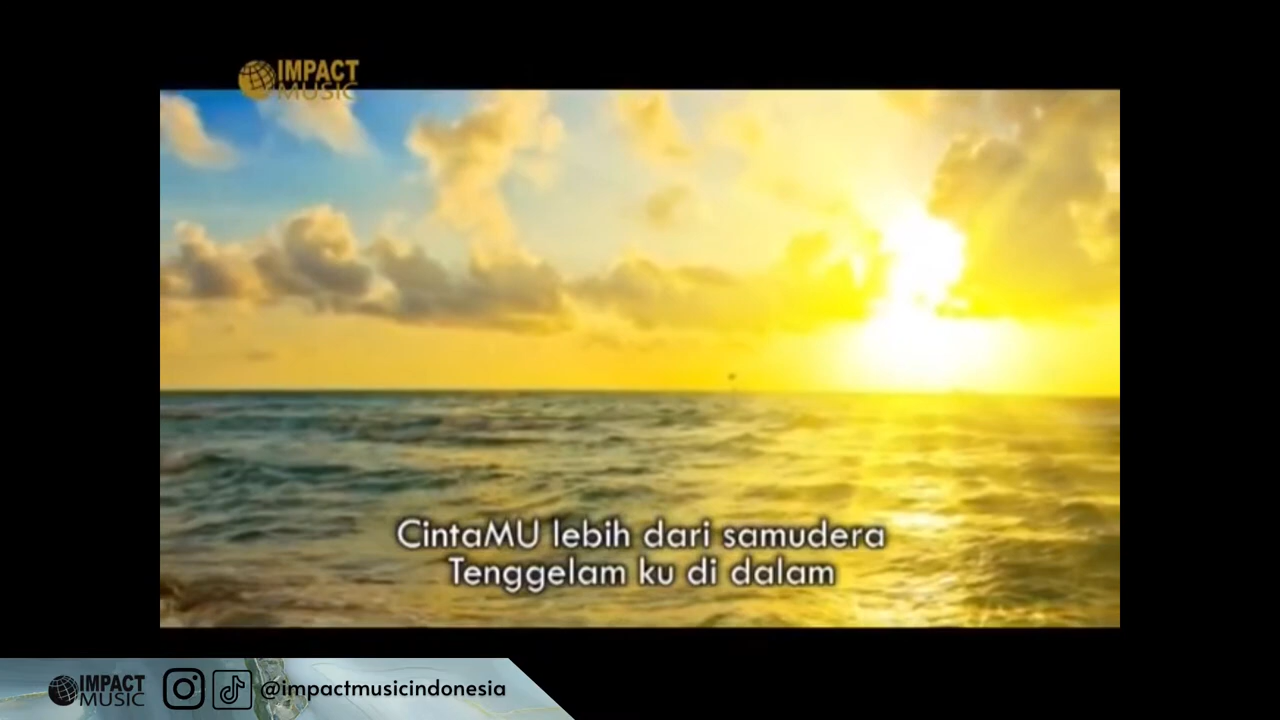 IMPACT
MUSIC
CintaMU lebih dari samudera
Tenggelam ku di dalam
IMPACT
MUSIC
@impactmusicindonesia